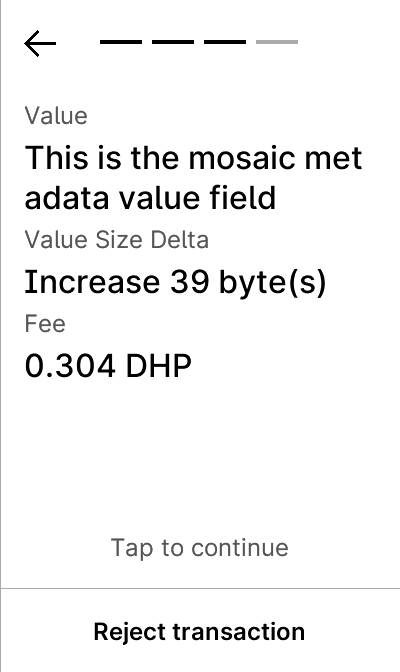 Value
This is the mosaic met
adata value field
Value Size Delta
Increase 39 byte(s)
Fee
0.304 DHP
Tap to continue
Reject transaction